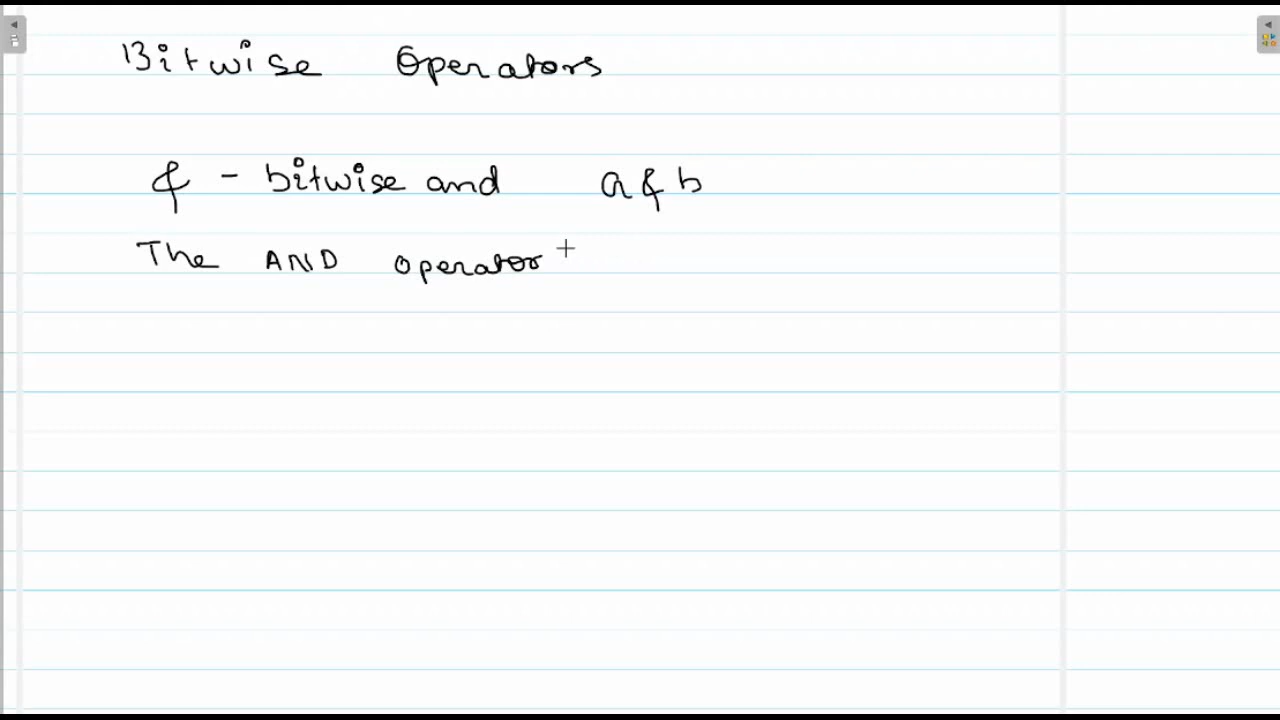 Bitwise Operators
& - bitwise and a & b
The AND operator